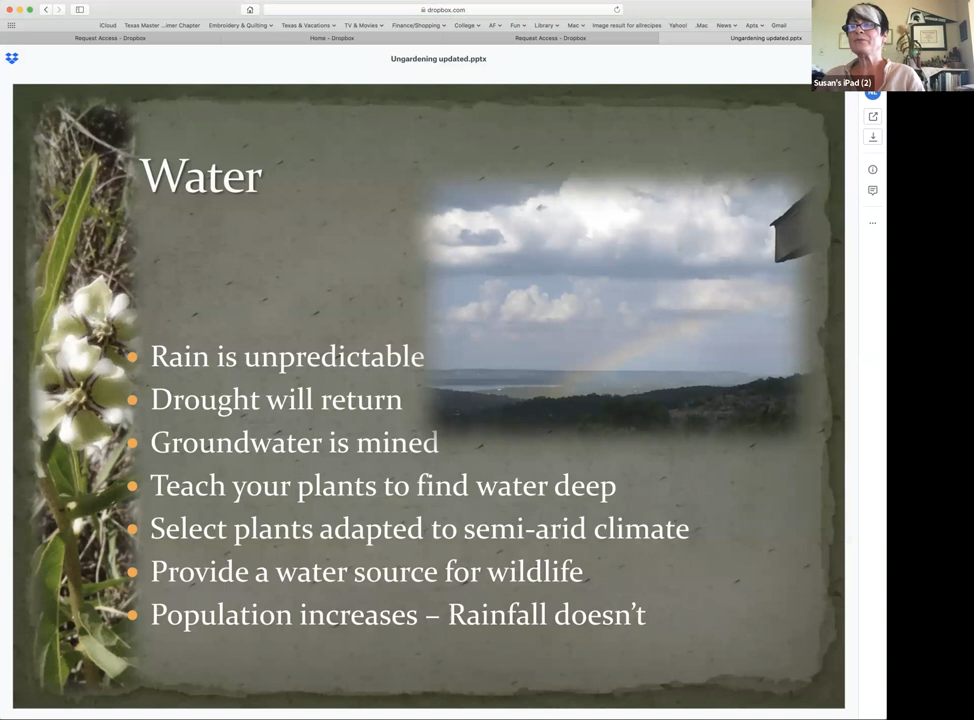 dropbox.com
iCloud Texas Master ...imer Chapter Embroidery & Quilting Texas & Vacations TV & Movies Finance/Shopping College AF Fun Library Mac Image result for allrecipes Yahoo! .Mac News Apts Gmail
Request Access - Dropbox Home - Dropbox Request Access - Dropbox Ungardening updated.pptx
Ungardening updated.pptx
Susan's iPad (2)
Water
Rain is unpredictable
Drought will return
Groundwater is mined
Teach your plants to find water deep
Select plants adapted to semi-arid climate
Provide a water source for wildlife
Population increases – Rainfall doesn't